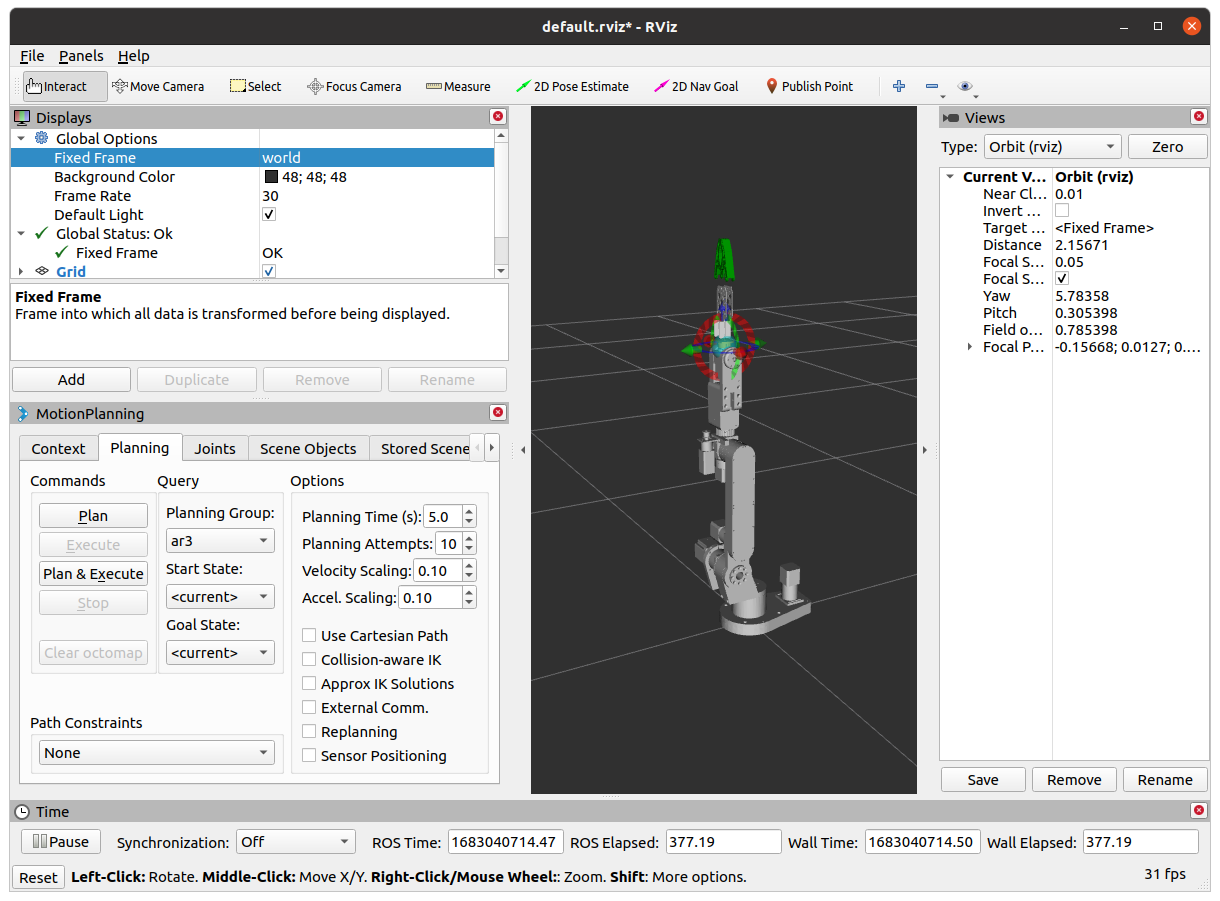 default.rviz* - RViz
File Panels Help
Interact Move Camera Select Focus Camera Measure 2D Pose Estimate 2D Nav Goal Publish Point
Displays
Global Options
Fixed Frame world
Background Color 48; 48; 48
Frame Rate 30
Default Light
Global Status: Ok
Fixed Frame OK
Grid
Fixed Frame
Frame into which all data is transformed before being displayed.
Add Duplicate Remove Rename
MotionPlanning
Context Planning Joints Scene Objects Stored Scene
Commands Query Options
Plan
Execute
Plan & Execute
Stop
Clear octomap
Planning Group:
ar3
Start State:
<current>
Goal State:
<current>
Planning Time (s): 5.0
Planning Attempts: 10
Velocity Scaling: 0.10
Accel. Scaling: 0.10
Use Cartesian Path
Collision-aware IK
Approx IK Solutions
External Comm.
Replanning
Sensor Positioning
Path Constraints
None
Views
Type: Orbit (rviz) Zero
Current V... Orbit (rviz)
Near Cl... 0.01
Invert ...
Target ... <Fixed Frame>
Distance 2.15671
Focal S... 0.05
Focal S...
Yaw 5.78358
Pitch 0.305398
Field o... 0.785398
Focal P... -0.15668; 0.0127; 0....
Save Remove Rename
Time
Pause Synchronization: Off ROS Time: 1683040714.47 ROS Elapsed: 377.19 Wall Time: 1683040714.50 Wall Elapsed: 377.19
Reset Left-Click: Rotate. Middle-Click: Move X/Y. Right-Click/Mouse Wheel:: Zoom. Shift: More options. 31 fps